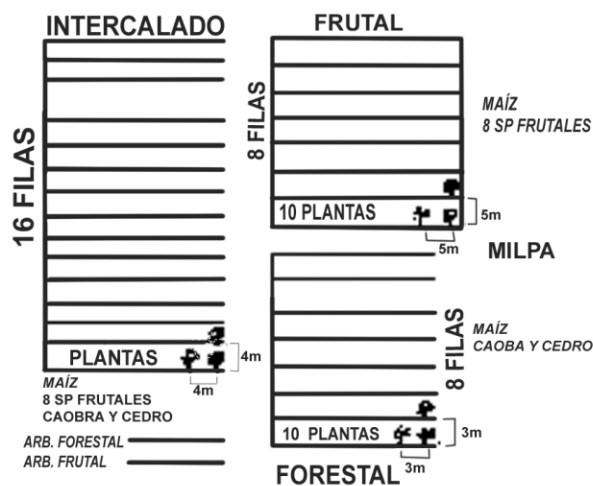 INTERCALADO
16 FILAS
PLANTAS
4m
4m
MAÍZ
8 SP FRUTALES
CAOBRA Y CEDRO
ARB. FORESTAL
ARB. FRUTAL
FRUTAL
8 FILAS
MAÍZ
8 SP FRUTALES
10 PLANTAS
5m
5m
MILPA
8 FILAS
MAÍZ
CAOBA Y CEDRO
10 PLANTAS
3m
3m
FORESTAL